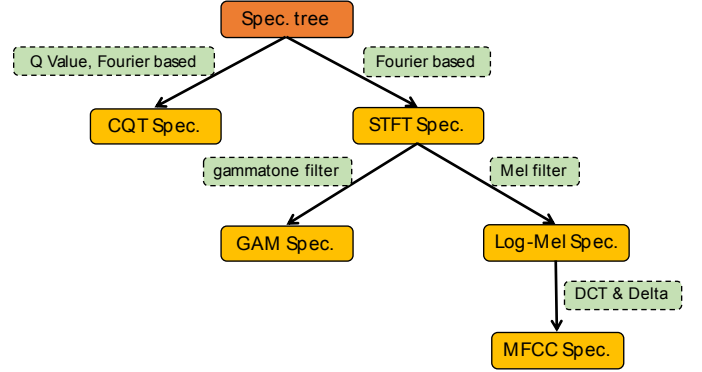 Spec. tree
Q Value, Fourier based
Fourier based
CQT Spec.
STFT Spec.
gammatone filter
Mel filter
GAM Spec.
Log-Mel Spec.
DCT & Delta
MFCC Spec.